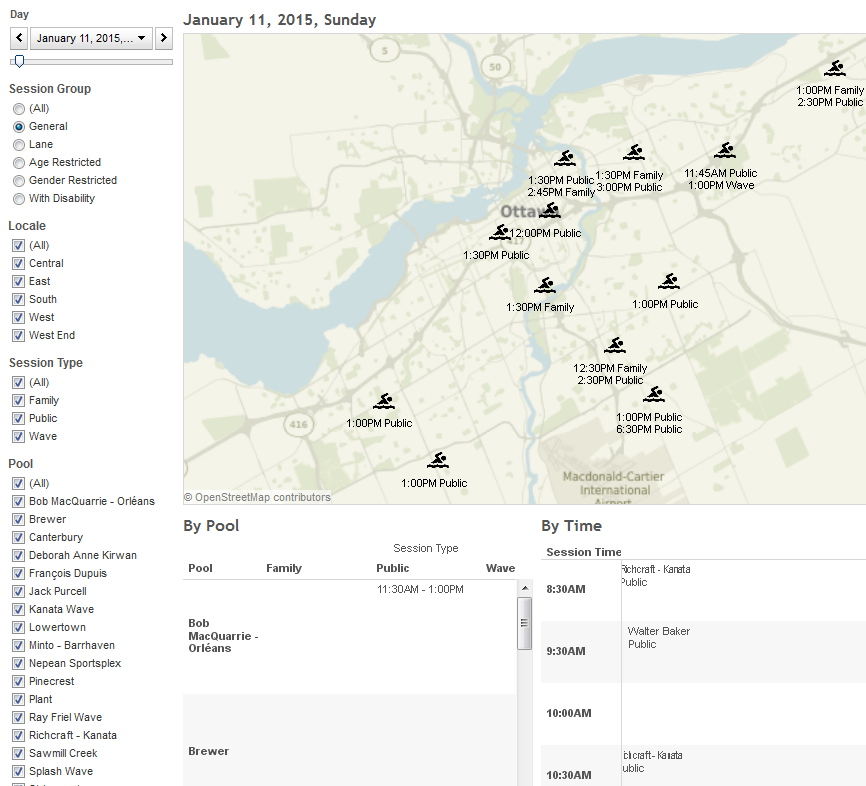 Day
January 11, 2015,...
Session Group
(All)
General
Lane
Age Restricted
Gender Restricted
With Disability
Locale
(All)
Central
East
South
West
West End
Session Type
(All)
Family
Public
Wave
Pool
(All)
Bob MacQuarrie - Orléans
Brewer
Canterbury
Deborah Anne Kirwan
François Dupuis
Jack Purcell
Kanata Wave
Lowertown
Minto - Barrhaven
Nepean Sportsplex
Pinecrest
Plant
Ray Friel Wave
Richcraft - Kanata
Sawmill Creek
Splash Wave
January 11, 2015, Sunday
5
50
1:00PM Family
2:30PM Public
1:30PM Public
2:45PM Family
1:30PM Family
3:00PM Public
11:45AM Public
1:00PM Wave
Ottawa
12:00PM Public
417
1:30PM Public
1:30PM Family
1:00PM Public
12:30PM Family
2:30PM Public
1:00PM Public
6:30PM Public
1:00PM Public
416
1:00PM Public
Macdonald-Cartier
International
Airport
© OpenStreetMap contributors
By Pool
Session Type
Pool Family Public Wave
11:30AM - 1:00PM
Bob
MacQuarrie -
Orléans
Brewer
By Time
Session Time
8:30AM
Richcraft - Kanata
Public
9:30AM
Walter Baker
Public
10:00AM
10:30AM
Richcraft - Kanata
Public